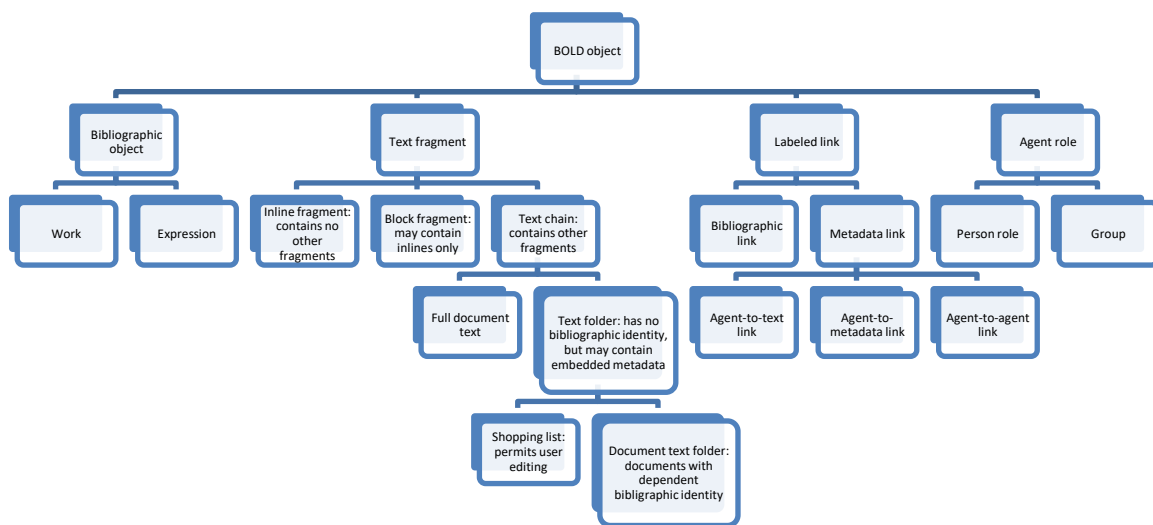 BOLD object
Bibliographic
object
Text fragment
Labeled link
Agent role
Work
Expression
Inline fragment:
contains no
other
fragments
Block fragment:
may contain
inlines only
Text chain:
contains other
fragments
Bibliographic
link
Metadata link
Person role
Group
Full document
text
Text folder: has no
bibliographic identity,
but may contain
embedded metadata
Agent-to-text
link
Agent-to-
metadata link
Agent-to-agent
link
Shopping list:
permits user
editing
Document text folder:
documents with
dependent
bibligraphic identity